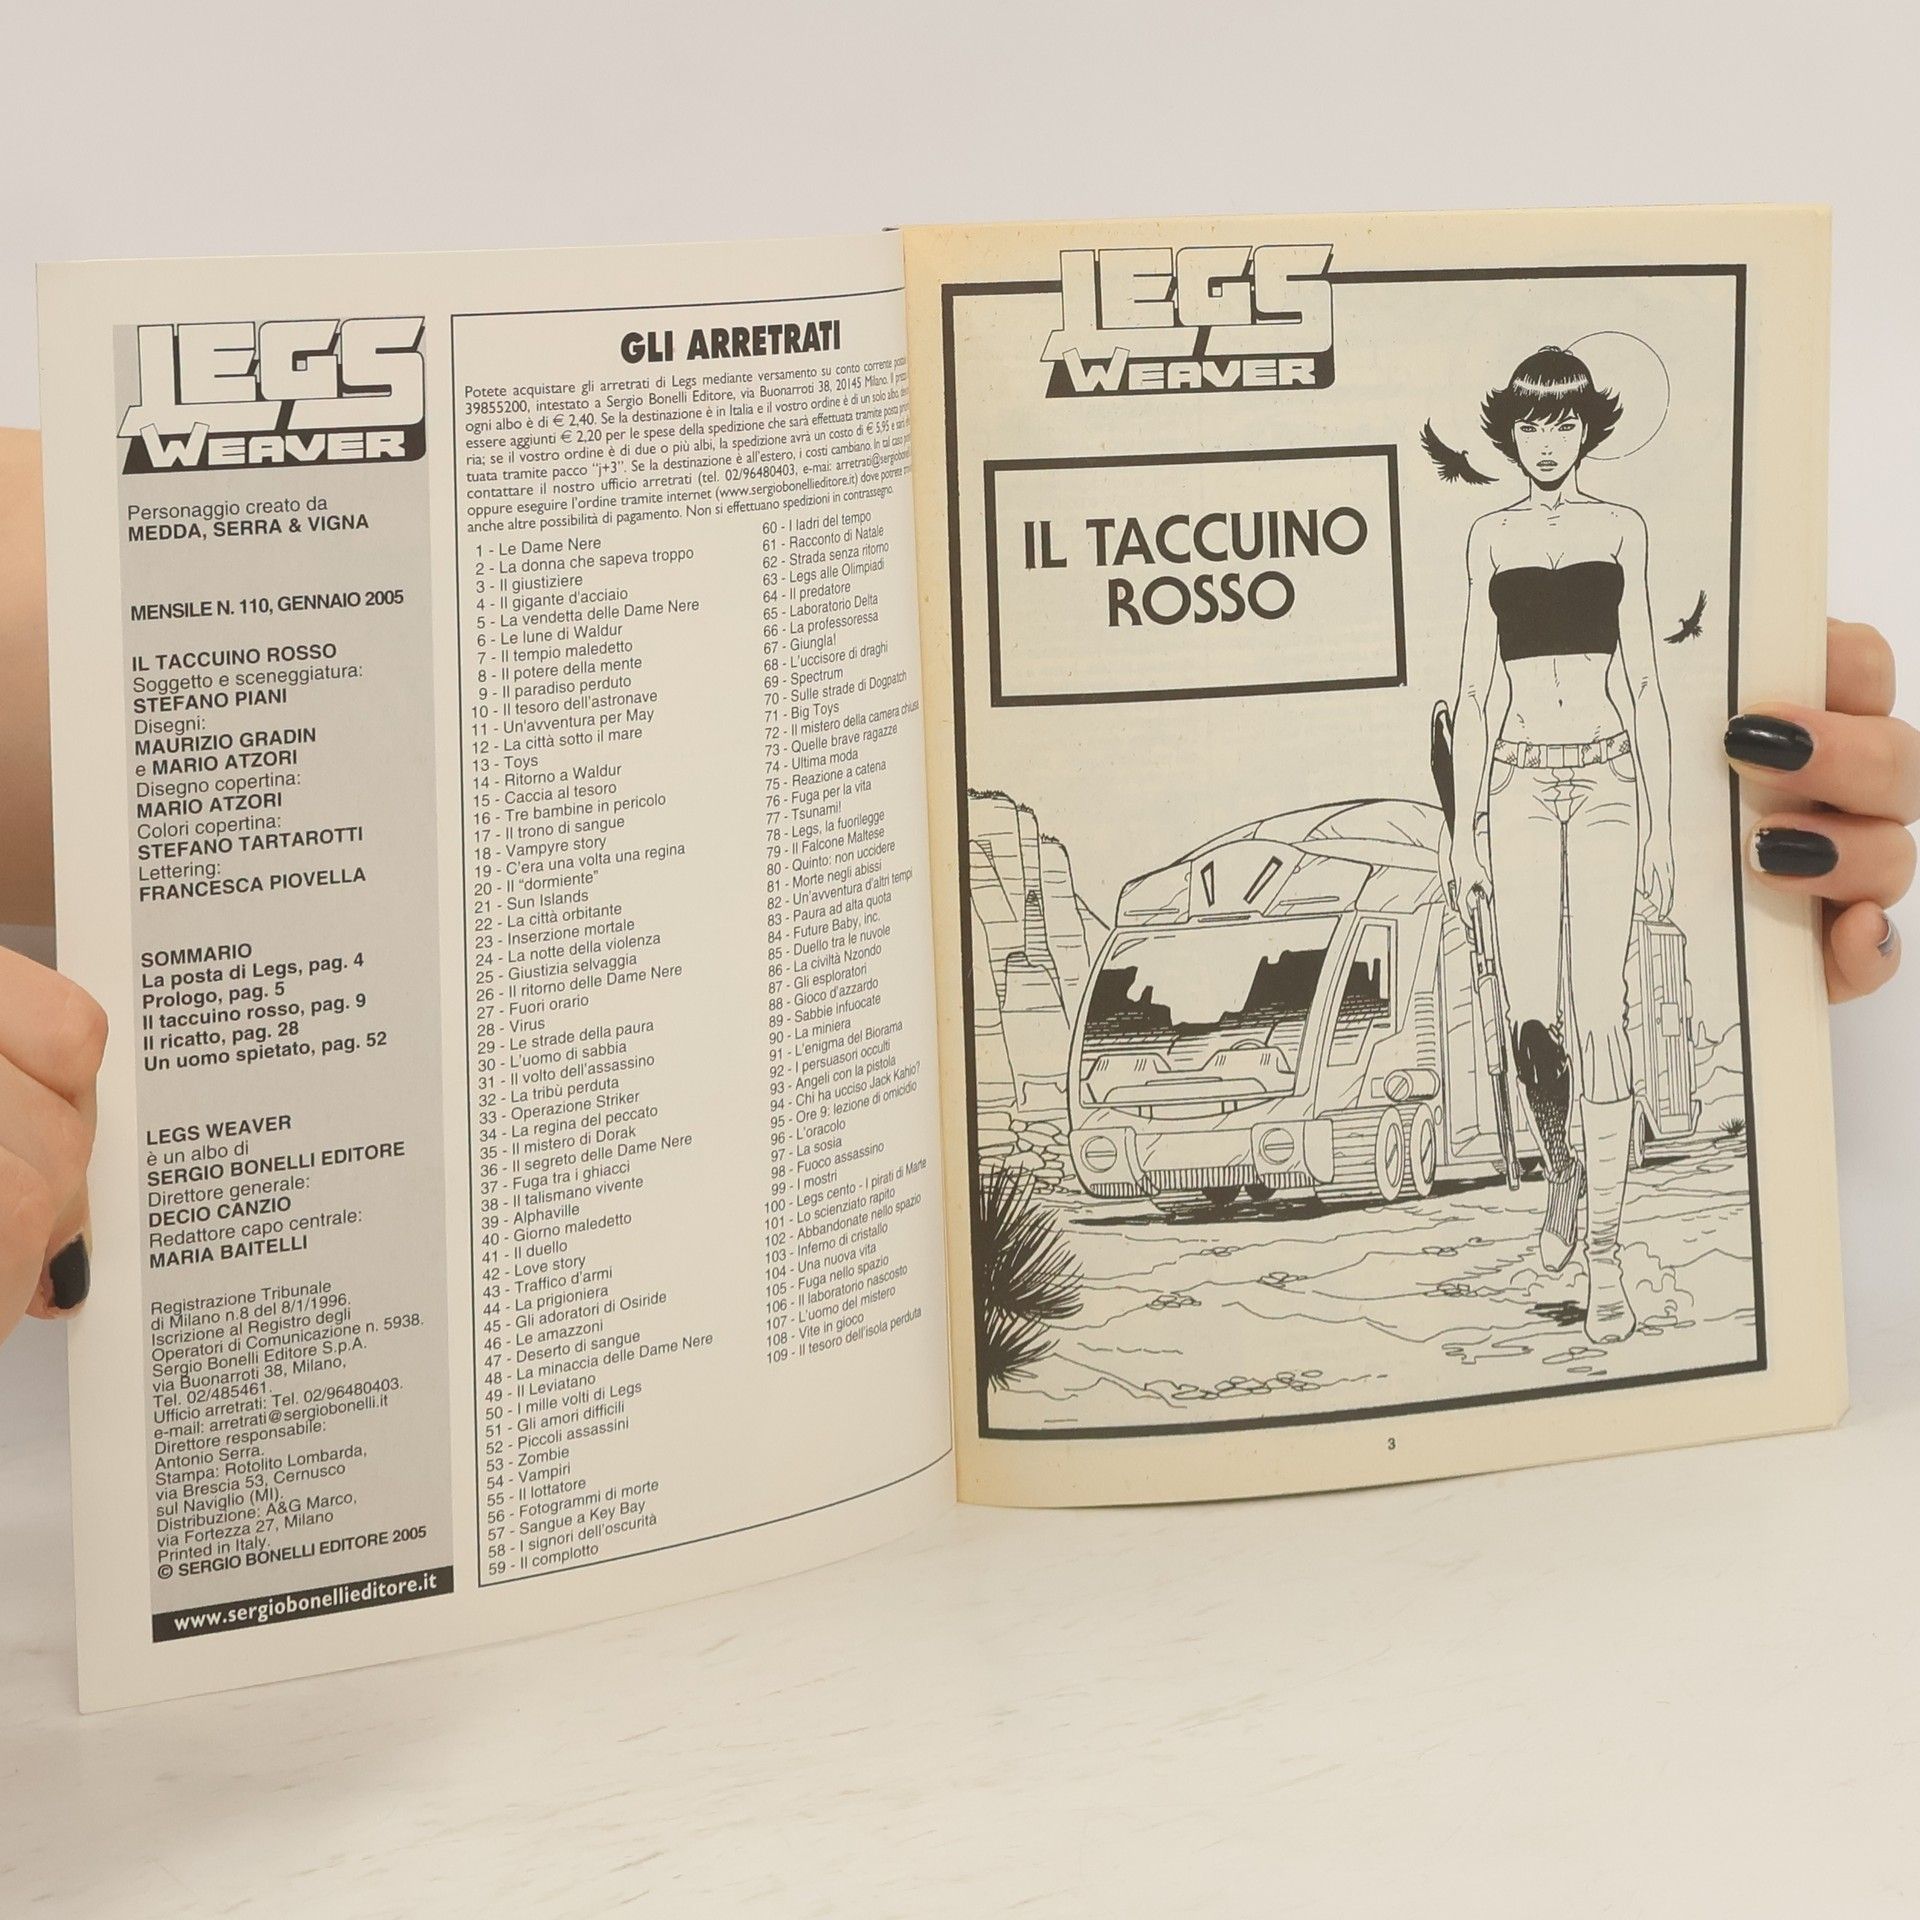 LEGS
WEAVER
Personaggio creato da
MEDDA, SERRA & VIGNA
MENSILE N. 110, GENNAIO 2005
IL TACCUINO ROSSO
Soggetto e sceneggiatura:
STEFANO PIANI
Disegni:
MAURIZIO GRADIN
e MARIO ATZORI
Disegno copertina:
MARIO ATZORI
Colori copertina:
STEFANO TARTAROTTI
Lettering:
FRANCESCA PIOVELLA
SOMMARIO
La posta di Legs, pag. 4
Prologo, pag. 5
Il taccuino rosso, pag. 9
Il ricatto, pag. 28
Un uomo spietato, pag. 52
LEGS WEAVER
è un albo di
SERGIO BONELLI EDITORE
Direttore generale:
DECIO CANZIO
Redattore capo centrale:
MARIA BAITELLI
Registrazione Tribunale
di Milano n.8 del 8/1/1996.
Iscrizione al Registro degli
Operatori di Comunicazione n. 5938.
Sergio Bonelli Editore S.p.A.
via Buonarroti 38, Milano,
Tel. 02/485461.
Ufficio arretrati: Tel. 02/96480403.
e-mail: arretrati@sergiobonelli.it
Direttore responsabile:
Antonio Serra.
Stampa: Rotolito Lombarda,
via Brescia 53, Cernusco
sul Naviglio (MI).
Distribuzione: A&G Marco,
via Fortezza 27, Milano
Printed in Italy.
© SERGIO BONELLI EDITORE 2005
www.sergiobonellieditore.it
GLI ARRETRATI
Potete acquistare gli arretrati di Legs mediante versamento su conto corrente
39855200, intestato a Sergio Bonelli Editore, via Buonarroti 38, 20145 Milano. Il
ogni albo è di € 2,40. Se la destinazione è in Italia e il vostro ordine è di un solo albo,
essere aggiunti € 2,20 per le spese della spedizione che sarà effettuata tramite posta
ria; se il vostro ordine è di due o più albi, la spedizione avrà un costo di € 5,95 e sarà
tuata tramite pacco "j+3". Se la destinazione è all'estero, i costi cambiano. In tal caso
contattare il nostro ufficio arretrati (tel. 02/96480403, e-mai:
oppure eseguire l'ordine tramite internet (www.sergiobonellieditore.it) dove potrete
anche altre possibilità di pagamento. Non si effettuano spedizioni in contrassegno.
1 - Le Dame Nere
2 - La donna che sapeva troppo
3 - Il giustiziere
4 - Il gigante d'acciaio
5 - La vendetta delle Dame Nere
6 - Le lune di Waldur
7 - Il tempio maledetto
8 - Il potere della mente
9 - Il paradiso perduto
10 - Il tesoro dell'astronave
11 - Un'avventura per May
12 - La città sotto il mare
13 - Toys
14 - Ritorno a Waldur
15 - Caccia al tesoro
16 - Tre bambine in pericolo
17 - Il trono di sangue
18 - Vampyre story
19 - C'era una volta una regina
20 - Il "dormiente"
21 - Sun Islands
22 - La città orbitante
23 - Inserzione mortale
24 - La notte della violenza
25 - Giustizia selvaggia
26 - Il ritorno delle Dame Nere
27 - Fuori orario
28 - Virus
29 - Le strade della paura
30 - L'uomo di sabbia
31 - Il volto dell'assassino
32 - La tribù perduta
33 - Operazione Striker
34 - La regina del peccato
35 - Il mistero di Dorak
36 - Il segreto delle Dame Nere
37 - Fuga tra i ghiacci
38 - Il talismano vivente
39 - Alphaville
40 - Giorno maledetto
41 - Il duello
42 - Love story
43 - Traffico d'armi
44 - La prigioniera
45 - Gli adoratori di Osiride
46 - Le amazzoni
47 - Deserto di sangue
48 - La minaccia delle Dame Nere
49 - Il Leviatano
50 - I mille volti di Legs
51 - Gli amori difficili
52 - Piccoli assassini
53 - Zombie
54 - Vampiri
55 - Il lottatore
56 - Fotogrammi di morte
57 - Sangue a Key Bay
58 - I signori dell'oscurità
59 - Il complotto
60 - I ladri del tempo
61 - Racconto di Natale
62 - Strada senza ritorno
63 - Legs alle Olimpiadi
64 - Il predatore
65 - Laboratorio Delta
66 - La professoressa
67 - Giungla!
68 - L'uccisore di draghi
69 - Spectrum
70 - Sulle strade di Dogpatch
71 - Big Toys
72 - Il mistero della camera chiusa
73 - Quelle brave ragazze
74 - Ultima moda
75 - Reazione a catena
76 - Fuga per la vita
77 - Tsunami!
78 - Legs, la fuorilegge
79 - Il Falcone Maltese
80 - Quinto: non uccidere
81 - Morte negli abissi
82 - Un'avventura d'altri tempi
83 - Paura ad alta quota
84 - Future Baby, inc.
85 - Duello tra le nuvole
86 - La civiltà Nzondo
87 - Gli esploratori
88 - Gioco d'azzardo
89 - Sabbie infuocate
90 - La miniera
91 - L'enigma del Biorama
92 - I persuasori occulti
93 - Angeli con la pistola
94 - Chi ha ucciso Jack Kahio?
95 - Ore 9: lezione di omicidio
96 - L'oracolo
97 - La sosia
98 - Fuoco assassino
99 - I mostri
100 - Legs cento - I pirati di Marte
101 - Lo scienziato rapito
102 - Abbandonate nello spazio
103 - Inferno di cristallo
104 - Una nuova vita
105 - Fuga nello spazio
106 - Il laboratorio nascosto
107 - L'uomo del mistero
108 - Vite in gioco
109 - Il tesoro dell'isola perduta
LEGS
WEAVER
IL TACCUINO
ROSSO
3